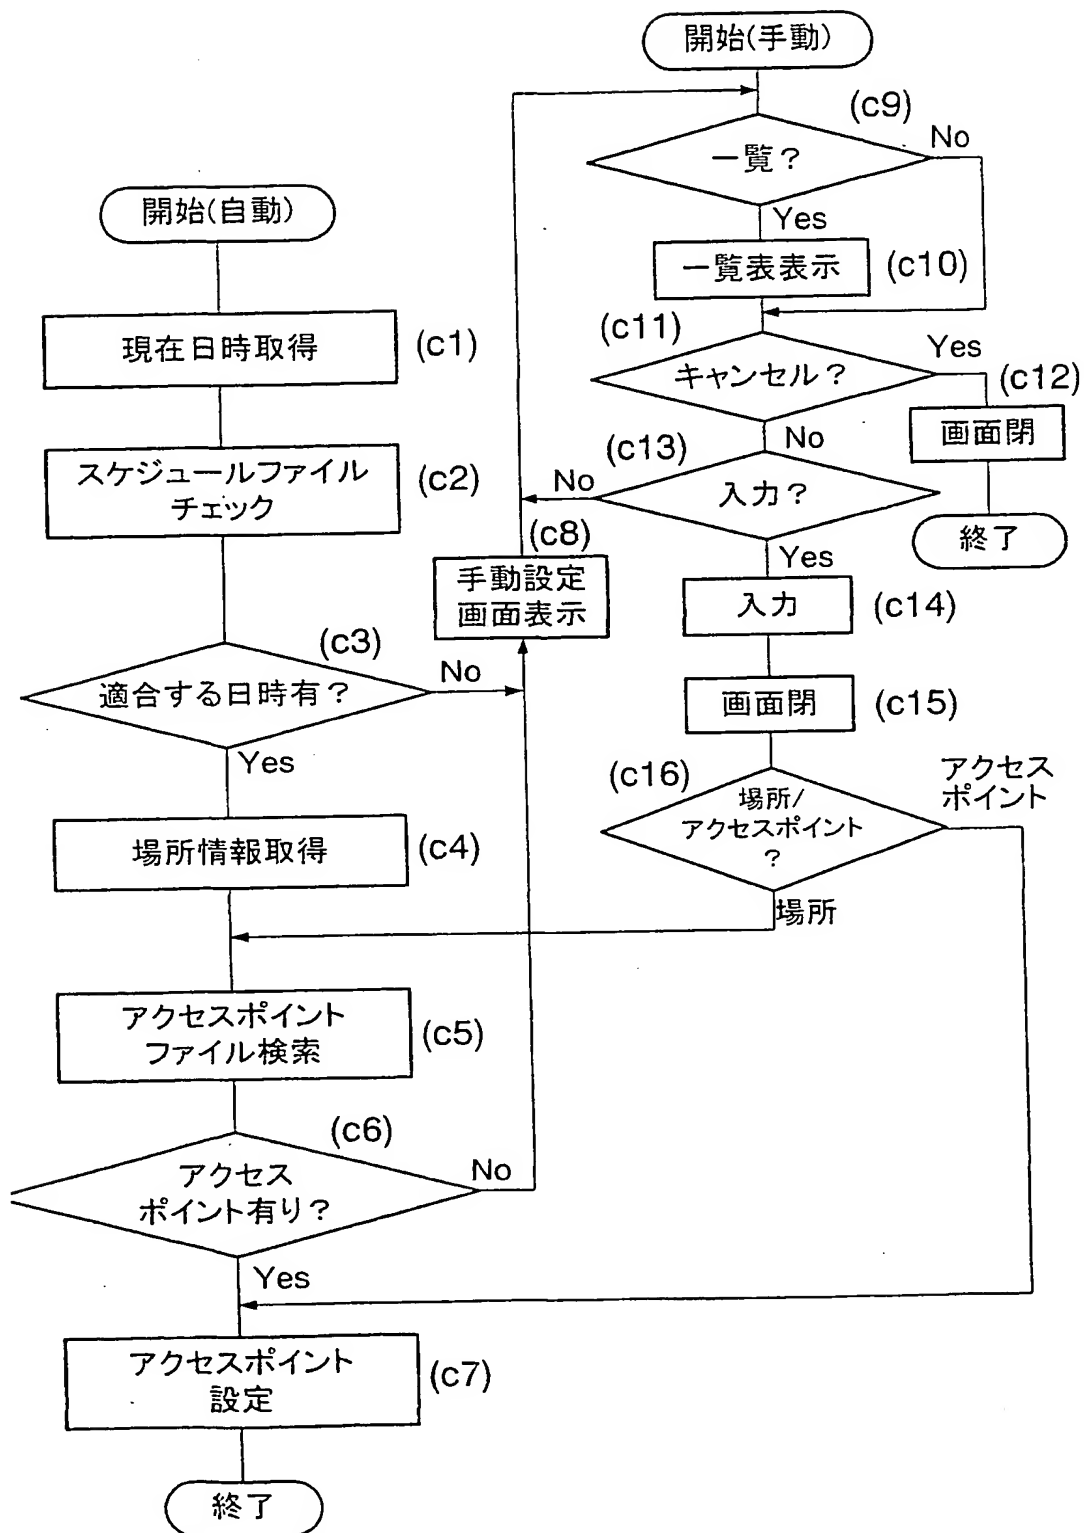 開始(手動)
(c9)
一覧?
No
Yes
一覧表表示
(c10)
(c11)
キャンセル?
Yes
(c12)
画面閉
終了
No
(c13)
入力?
No
Yes
入力
(c14)
画面閉
(c15)
(c16)
場所/
アクセスポイント
?
アクセス
ポイント
場所
開始(自動)
現在日時取得
(c1)
スケジュールファイル
チェック
(c2)
(c3)
適合する日時有?
No
Yes
(c8)
手動設定
画面表示
場所情報取得
(c4)
アクセスポイント
ファイル検索
(c5)
(c6)
アクセス
ポイント有り?
No
Yes
アクセスポイント
設定
(c7)
終了